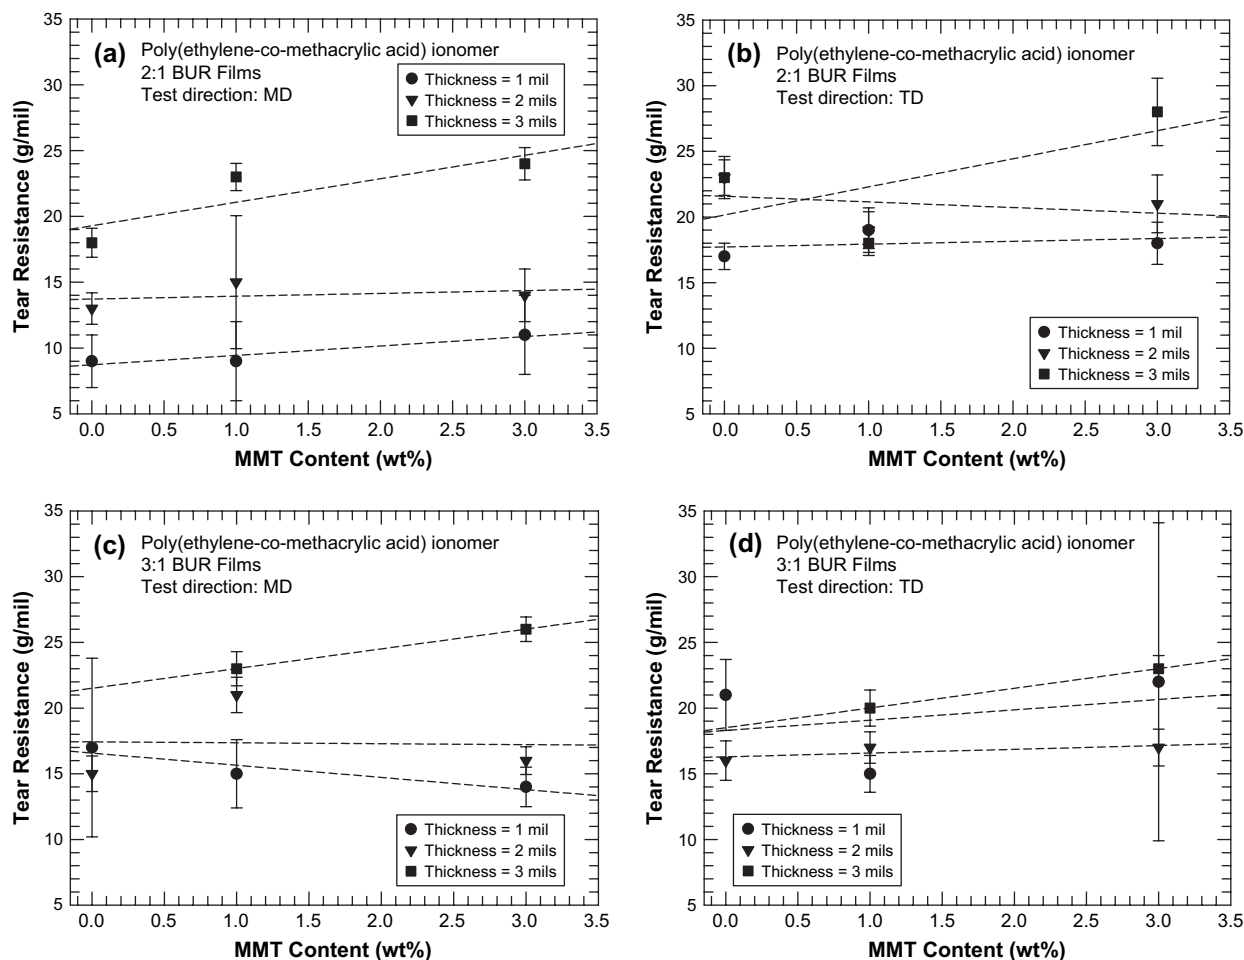 (a) Poly(ethylene-co-methacrylic acid) ionomer
2:1 BUR Films
Test direction: MD
Thickness = 1 mil
Thickness = 2 mils
Thickness = 3 mils
Tear Resistance (g/mil)
35
30
25
20
15
10
5
0.0 0.5 1.0 1.5 2.0 2.5 3.0 3.5
MMT Content (wt%)
(b) Poly(ethylene-co-methacrylic acid) ionomer
2:1 BUR Films
Test direction: TD
Thickness = 1 mil
Thickness = 2 mils
Thickness = 3 mils
Tear Resistance (g/mil)
35
30
25
20
15
10
5
0.0 0.5 1.0 1.5 2.0 2.5 3.0 3.5
MMT Content (wt%)
(c) Poly(ethylene-co-methacrylic acid) ionomer
3:1 BUR Films
Test direction: MD
Thickness = 1 mil
Thickness = 2 mils
Thickness = 3 mils
Tear Resistance (g/mil)
35
30
25
20
15
10
5
0.0 0.5 1.0 1.5 2.0 2.5 3.0 3.5
MMT Content (wt%)
(d) Poly(ethylene-co-methacrylic acid) ionomer
3:1 BUR Films
Test direction: TD
Thickness = 1 mil
Thickness = 2 mils
Thickness = 3 mils
Tear Resistance (g/mil)
35
30
25
20
15
10
5
0.0 0.5 1.0 1.5 2.0 2.5 3.0 3.5
MMT Content (wt%)